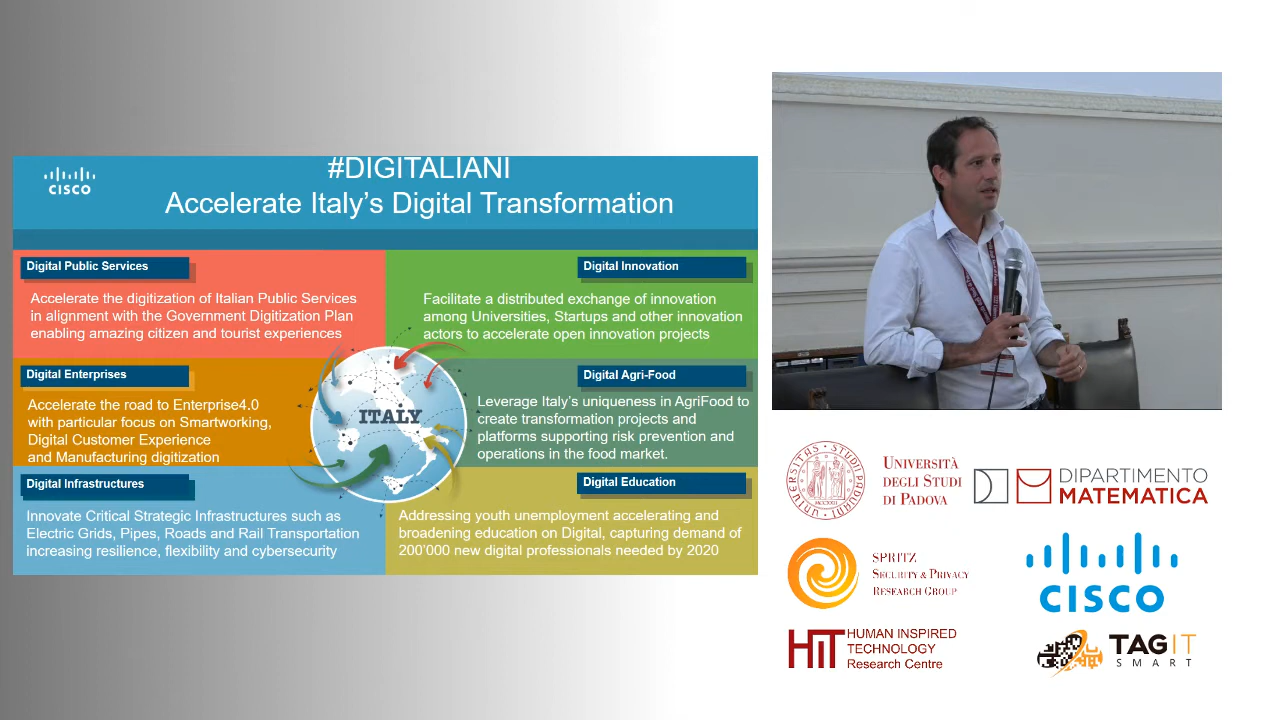 #DIGITALIANI
CISCO
Accelerate Italy's Digital Transformation
Digital Public Services
Accelerate the digitization of Italian Public Services
in alignment with the Government Digitization Plan
enabling amazing citizen and tourist experiences
Digital Innovation
Facilitate a distributed exchange of innovation
among Universities, Startups and other innovation
actors to accelerate open innovation projects
Digital Enterprises
Accelerate the road to Enterprise4.0
with particular focus on Smartworking,
Digital Customer Experience
and Manufacturing digitization
ITALY
Digital Agri-Food
Leverage Italy's uniqueness in AgriFood to
create transformation projects and
platforms supporting risk prevention and
operations in the food market.
Digital Infrastructures
Innovate Critical Strategic Infrastructures such as
Electric Grids, Pipes, Roads and Rail Transportation
increasing resilience, flexibility and cybersecurity
Digital Education
Addressing youth unemployment accelerating and
broadening education on Digital, capturing demand of
200'000 new digital professionals needed by 2020
UNIVERSITÀ
DEGLI STUDI
DI PADOVA
DIPARTIMENTO
MATEMATICA
SPRITZ
SECURITY & PRIVACY
RESEARCH GROUP
CISCO
HIT HUMAN INSPIRED
TECHNOLOGY
Research Centre
TAGIT
SMART